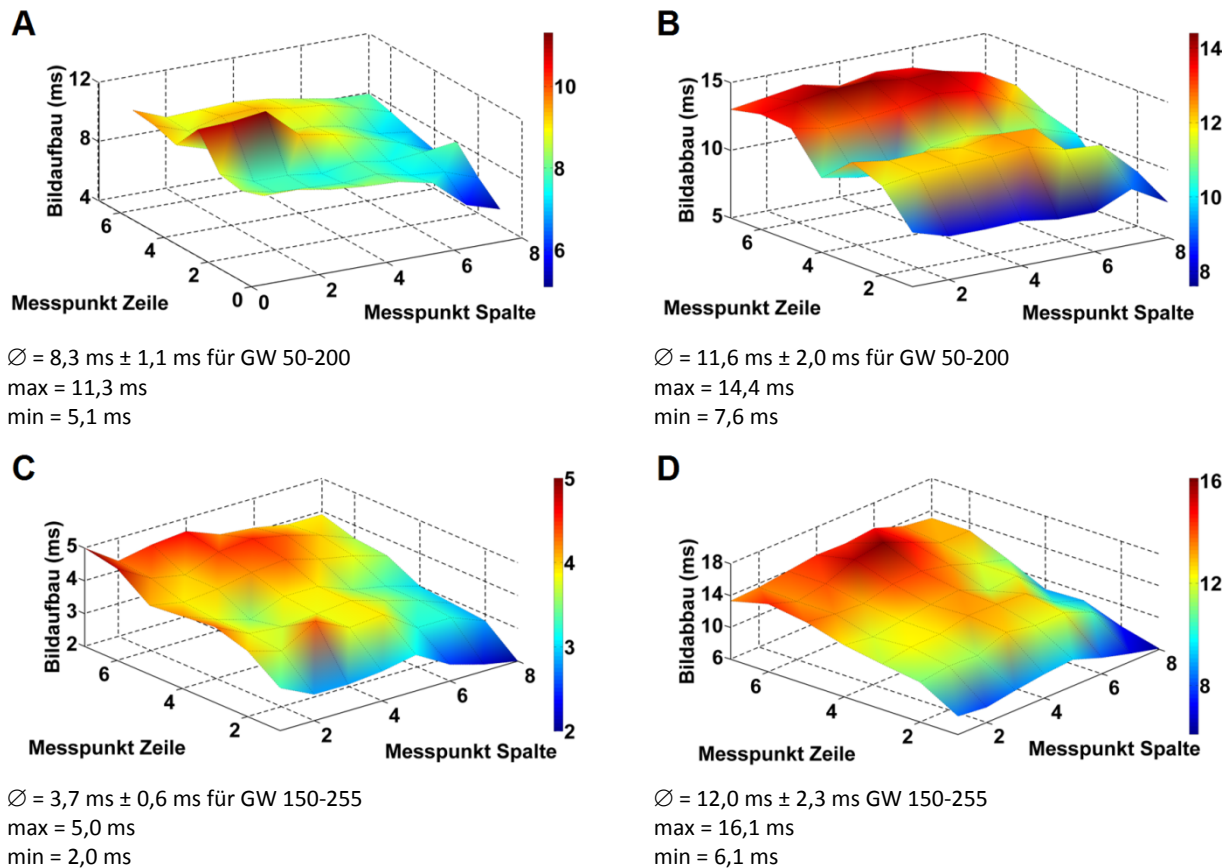 A
Bildaufbau (ms)
12
8
4
6
4
2
0
0
2
4
6
8
Messpunkt Zeile
Messpunkt Spalte
10
8
6
∅ = 8,3 ms ± 1,1 ms für GW 50-200
max = 11,3 ms
min = 5,1 ms
B
Bildabbau (ms)
15
10
5
6
4
2
2
4
6
8
Messpunkt Zeile
Messpunkt Spalte
14
12
10
8
∅ = 11,6 ms ± 2,0 ms für GW 50-200
max = 14,4 ms
min = 7,6 ms
C
Bildaufbau (ms)
5
4
3
2
6
4
2
2
4
6
8
Messpunkt Zeile
Messpunkt Spalte
5
4
3
2
∅ = 3,7 ms ± 0,6 ms für GW 150-255
max = 5,0 ms
min = 2,0 ms
D
Bildabbau (ms)
18
14
10
6
6
4
2
2
4
6
8
Messpunkt Zeile
Messpunkt Spalte
16
12
8
∅ = 12,0 ms ± 2,3 ms GW 150-255
max = 16,1 ms
min = 6,1 ms